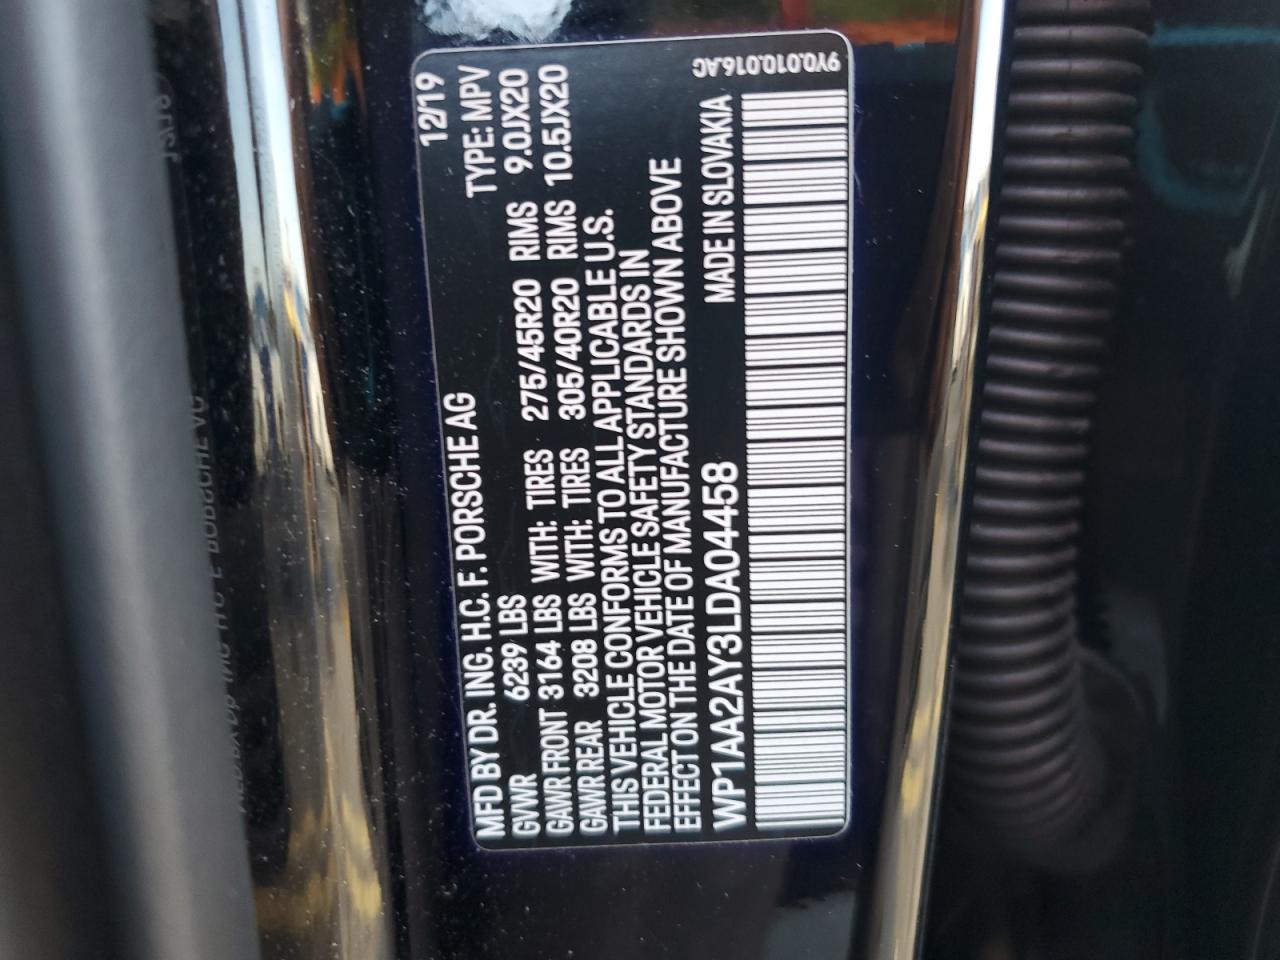 MFD BY DR. ING. H.C. F. PORSCHE AG 12/19
GVWR 6239 LBS TYPE: MPV
GAWR FRONT 3164 LBS WITH: TIRES 275/45R20 RIMS 9.0JX20
GAWR REAR 3208 LBS WITH: TIRES 305/40R20 RIMS 10.5JX20
THIS VEHICLE CONFORMS TO ALL APPLICABLE U.S.
FEDERAL MOTOR VEHICLE SAFETY STANDARDS IN
EFFECT ON THE DATE OF MANUFACTURE SHOWN ABOVE
WP1AA2AY3LDA04458 MADE IN SLOVAKIA
9Y0.010.016.AC